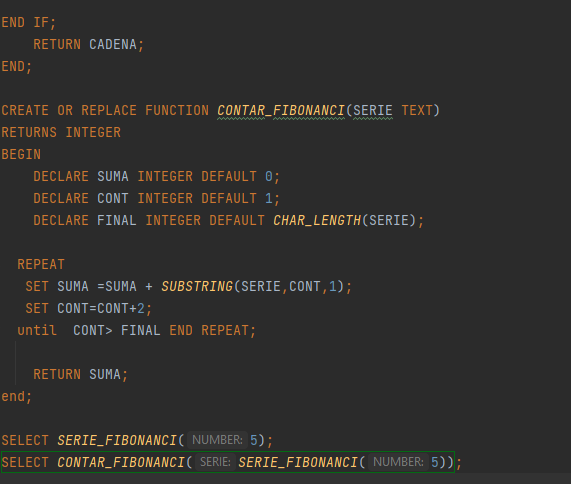 END IF;
RETURN CADENA;
END;
CREATE OR REPLACE FUNCTION CONTAR_FIBONANCI(SERIE TEXT)
RETURNS INTEGER
BEGIN
DECLARE SUMA INTEGER DEFAULT 0;
DECLARE CONT INTEGER DEFAULT 1;
DECLARE FINAL INTEGER DEFAULT CHAR_LENGTH(SERIE);
REPEAT
SET SUMA =SUMA + SUBSTRING(SERIE,CONT,1);
SET CONT=CONT+2;
until  CONT> FINAL END REPEAT;
RETURN SUMA;
end;
SELECT SERIE_FIBONANCI( NUMBER: 5);
SELECT CONTAR_FIBONANCI( SERIE: SERIE_FIBONANCI( NUMBER: 5));